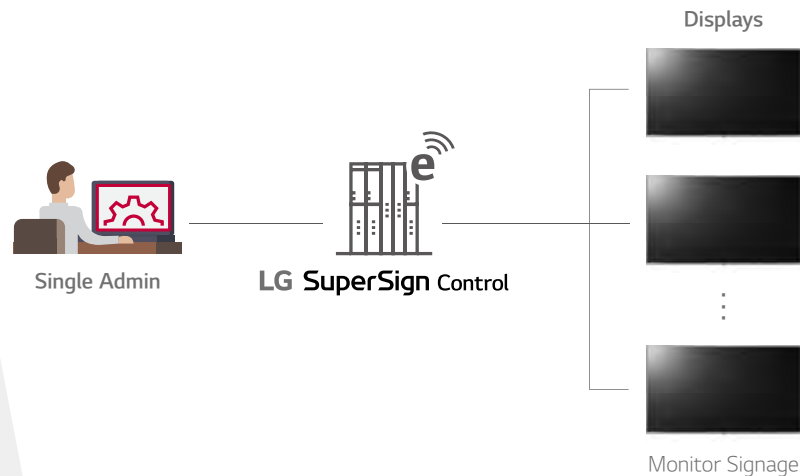 Displays
e
Single Admin
LG SuperSign Control
Monitor Signage